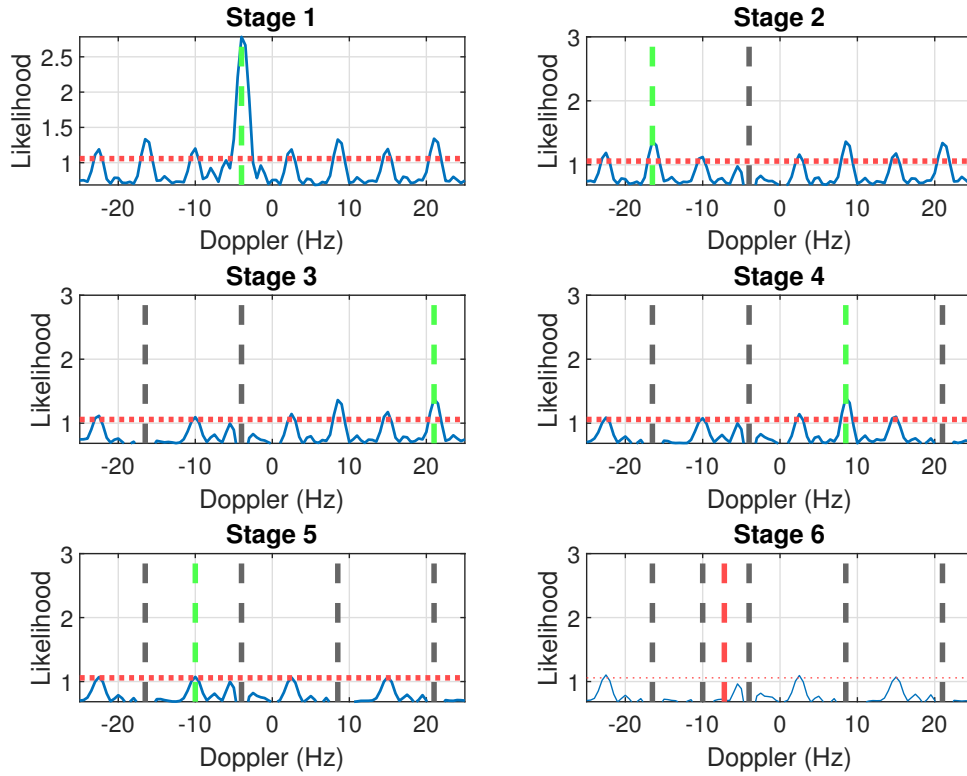 Stage 1
Stage 2
2.5
2
1.5
1
Likelihood
-20 -10 0 10 20
Doppler (Hz)
3
2
1
Likelihood
-20 -10 0 10 20
Doppler (Hz)
Stage 3
Stage 4
3
2
1
Likelihood
-20 -10 0 10 20
Doppler (Hz)
3
2
1
Likelihood
-20 -10 0 10 20
Doppler (Hz)
Stage 5
Stage 6
3
2
1
Likelihood
-20 -10 0 10 20
Doppler (Hz)
3
2
1
Likelihood
-20 -10 0 10 20
Doppler (Hz)